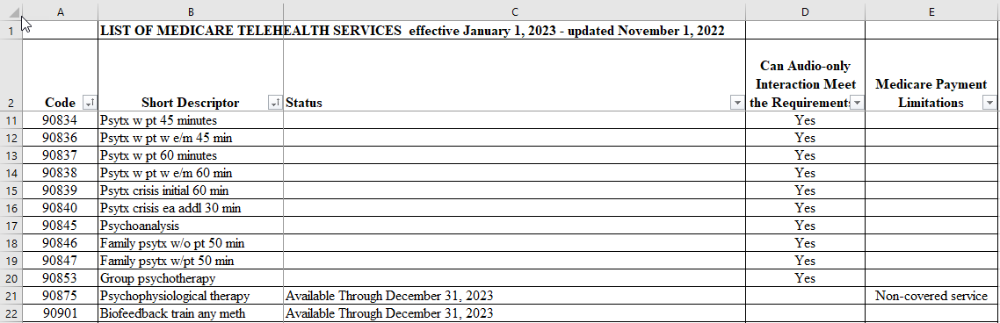 A B C D E
1 LIST OF MEDICARE TELEHEALTH SERVICES effective January 1, 2023 - updated November 1, 2022
Can Audio-only
Interaction Meet Medicare Payment
2 Code Short Descriptor Status the Requirement Limitations
11 90834 Psytx w pt 45 minutes Yes
12 90836 Psytx w pt w e/m 45 min Yes
13 90837 Psytx w pt 60 minutes Yes
14 90838 Psytx w pt w e/m 60 min Yes
15 90839 Psytx crisis initial 60 min Yes
16 90840 Psytx crisis ea addl 30 min Yes
17 90845 Psychoanalysis Yes
18 90846 Family psytx w/o pt 50 min Yes
19 90847 Family psytx w/pt 50 min Yes
20 90853 Group psychotherapy Yes
21 90875 Psychophysiological therapy Available Through December 31, 2023 Non-covered service
22 90901 Biofeedback train any meth Available Through December 31, 2023